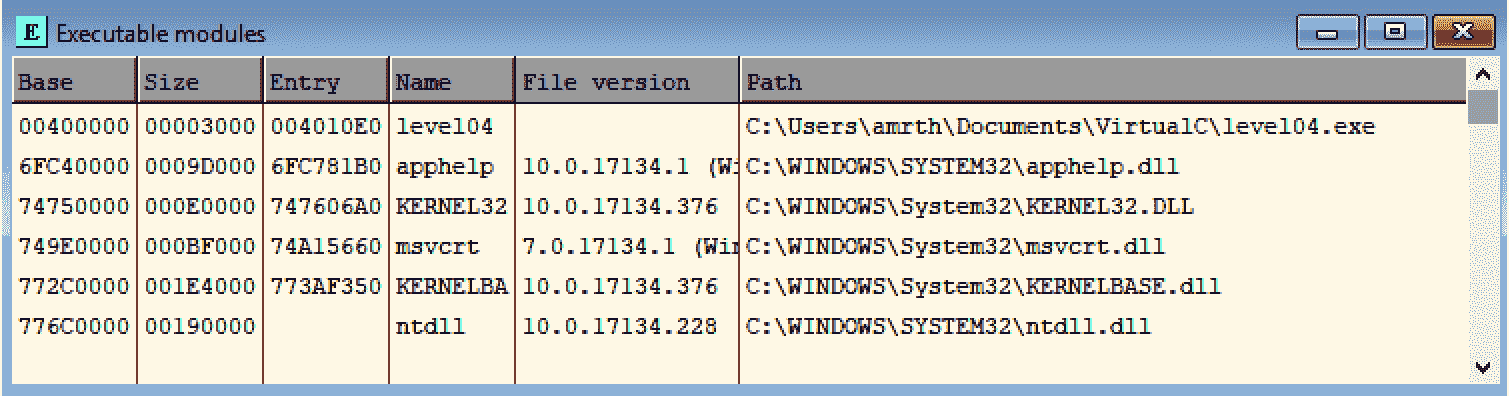 E Executable modules
Base Size Entry Name File version Path
00400000 00003000 004010E0 level04 C:\Users\amrth\Documents\VirtualC\level04.exe
6FC40000 0009D000 6FC781B0 apphelp 10.0.17134.1 (Wi C:\WINDOWS\SYSTEM32\apphelp.dll
74750000 000E0000 747606A0 KERNEL32 10.0.17134.376 C:\WINDOWS\System32\KERNEL32.DLL
749E0000 000BF000 74A15660 msvcrt 7.0.17134.1 (Win C:\WINDOWS\System32\msvcrt.dll
772C0000 001E4000 773AF350 KERNELBA 10.0.17134.376 C:\WINDOWS\System32\KERNELBASE.dll
776C0000 00190000 ntdll 10.0.17134.228 C:\WINDOWS\SYSTEM32\ntdll.dll